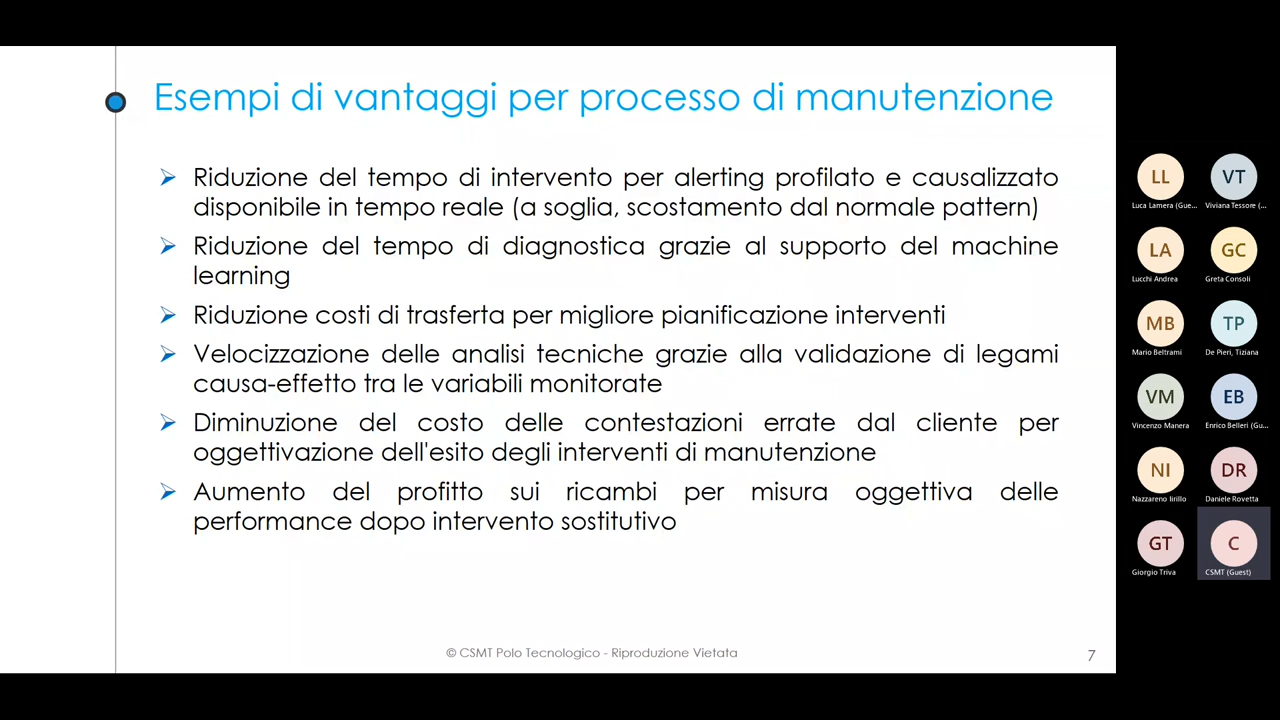 Esempi di vantaggi per processo di manutenzione
Riduzione del tempo di intervento per alerting profilato e causalizzato
disponibile in tempo reale (a soglia, scostamento dal normale pattern)
Riduzione del tempo di diagnostica grazie al supporto del machine
learning
Riduzione costi di trasferta per migliore pianificazione interventi
Velocizzazione delle analisi tecniche grazie alla validazione di legami
causa-effetto tra le variabili monitorate
Diminuzione del costo delle contestazioni errate dal cliente per
oggettivazione dell'esito degli interventi di manutenzione
Aumento del profitto sui ricambi per misura oggettiva delle
performance dopo intervento sostitutivo
© CSMT Polo Tecnologico - Riproduzione Vietata
7
LL
VT
Luca Lamera (Gue...
Viviana Tessore (...
LA
GC
Lucchi Andrea
Greta Consoli
MB
TP
Mario Beltrami
De Pieri, Tiziana
VM
EB
Vincenzo Manera
Enrico Belleri (Gu...
NI
DR
Nazzareno Iirillo
Daniele Rovetta
GT
C
Giorgio Triva
CSMT (Guest)